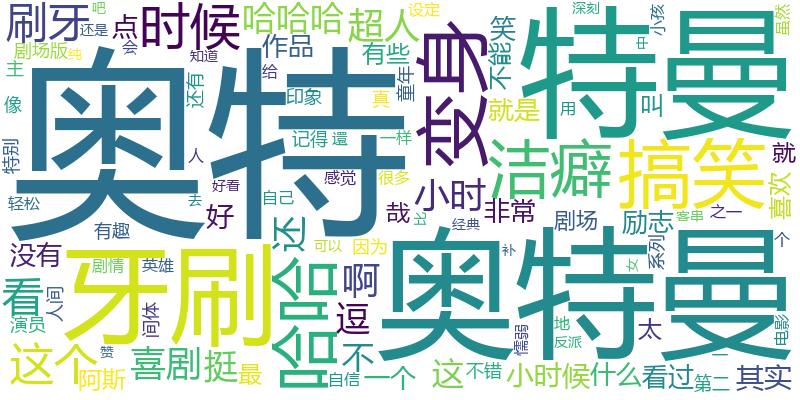 刷牙
时候
哈哈哈
超人
设定
深刻
小孩
虽然
吧
还是
点
会
作品
有些
笑
不能
中
剧场版
纯
知道
给
童年
变身
特曼
主
奥特
还有
印象
真
就是
用
叫
像
记得
還
一样
洁癖
搞笑
就
特别
人
感觉
很多
小时
喜欢
轻松
好看
自己
哉
非常
剧场
励志
之一
去
好
比
经典
客串
个
有趣
还
可以
因为
奥特曼
系列
没有
牙刷
哈哈
啊
补
女
电影
剧情
英雄
看
人间
间体
逗
懦弱
地
太
反派
演员
这个
赞
喜剧
挺
不
一
阿斯
最
自信
一个
这
不错
小时候
什么
看过
第二
其实